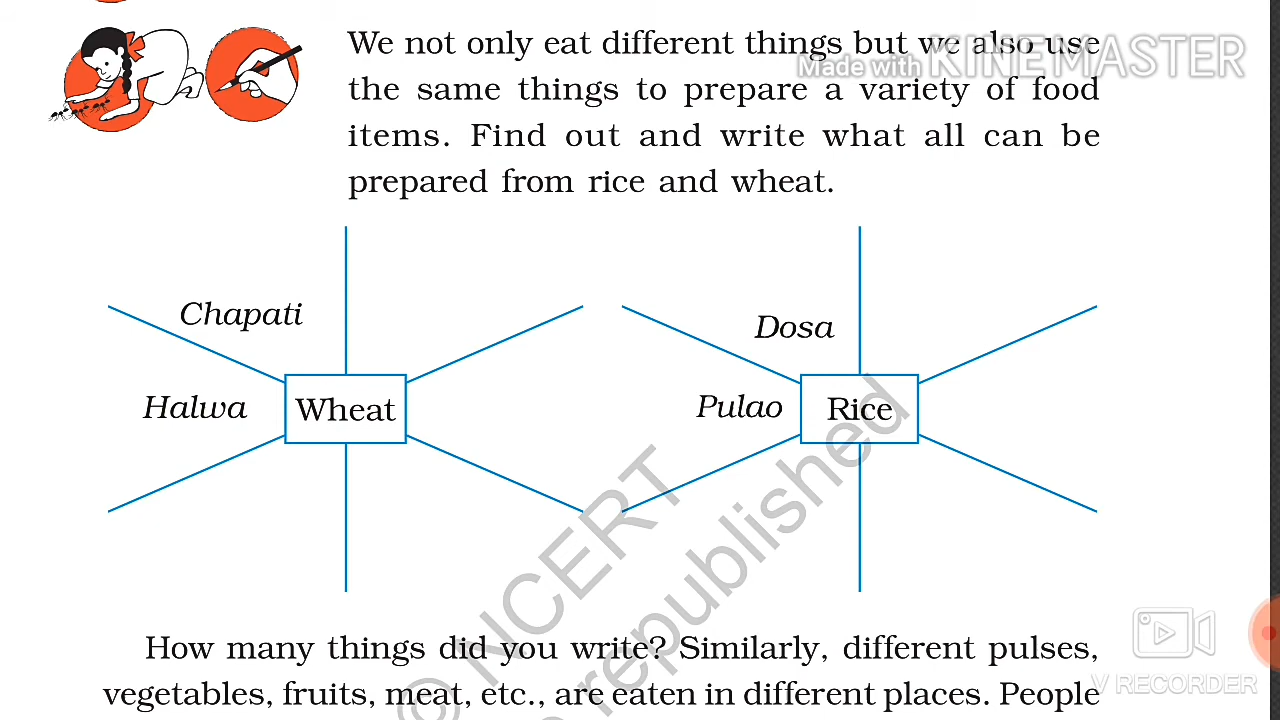 We not only eat different things but we also use
Made with KINEMASTER
the same things to prepare a variety of food
items. Find out and write what all can be
prepared from rice and wheat.
Chapati
Dosa
Halwa
Wheat
Pulao
Rice
© NCERT
republished
How many things did you write? Similarly, different pulses,
vegetables, fruits, meat, etc., are eaten in different places. People
V RECORDER